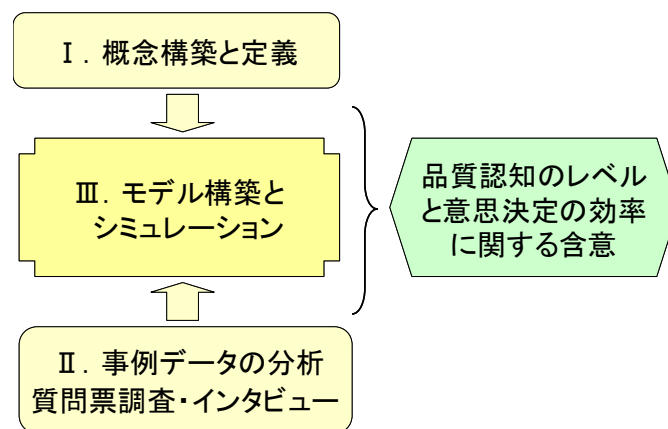 Ⅰ．概念構築と定義
Ⅲ．モデル構築と
シミュレーション
品質認知のレベル
と意思決定の効率
に関する含意
Ⅱ．事例データの分析
質問票調査・インタビュー